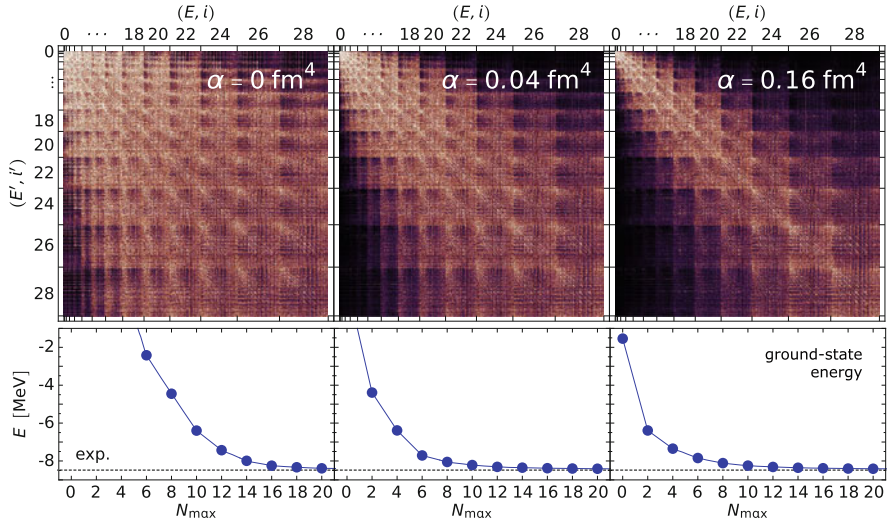 (E, i) (E, i) (E, i)
0 ··· 18 20 22 24 26 28 0 ··· 18 20 22 24 26 28 0 ··· 18 20 22 24 26 28
0
⋮
18
20
22
24
26
28
(E′, i′)
α = 0 fm⁴ α = 0.04 fm⁴ α = 0.16 fm⁴
-2
-4
-6
-8
E [MeV]
exp.
ground-state
energy
0 2 4 6 8 10 12 14 16 18 20 0 2 4 6 8 10 12 14 16 18 20 0 2 4 6 8 10 12 14 16 18 20
Nmax Nmax Nmax